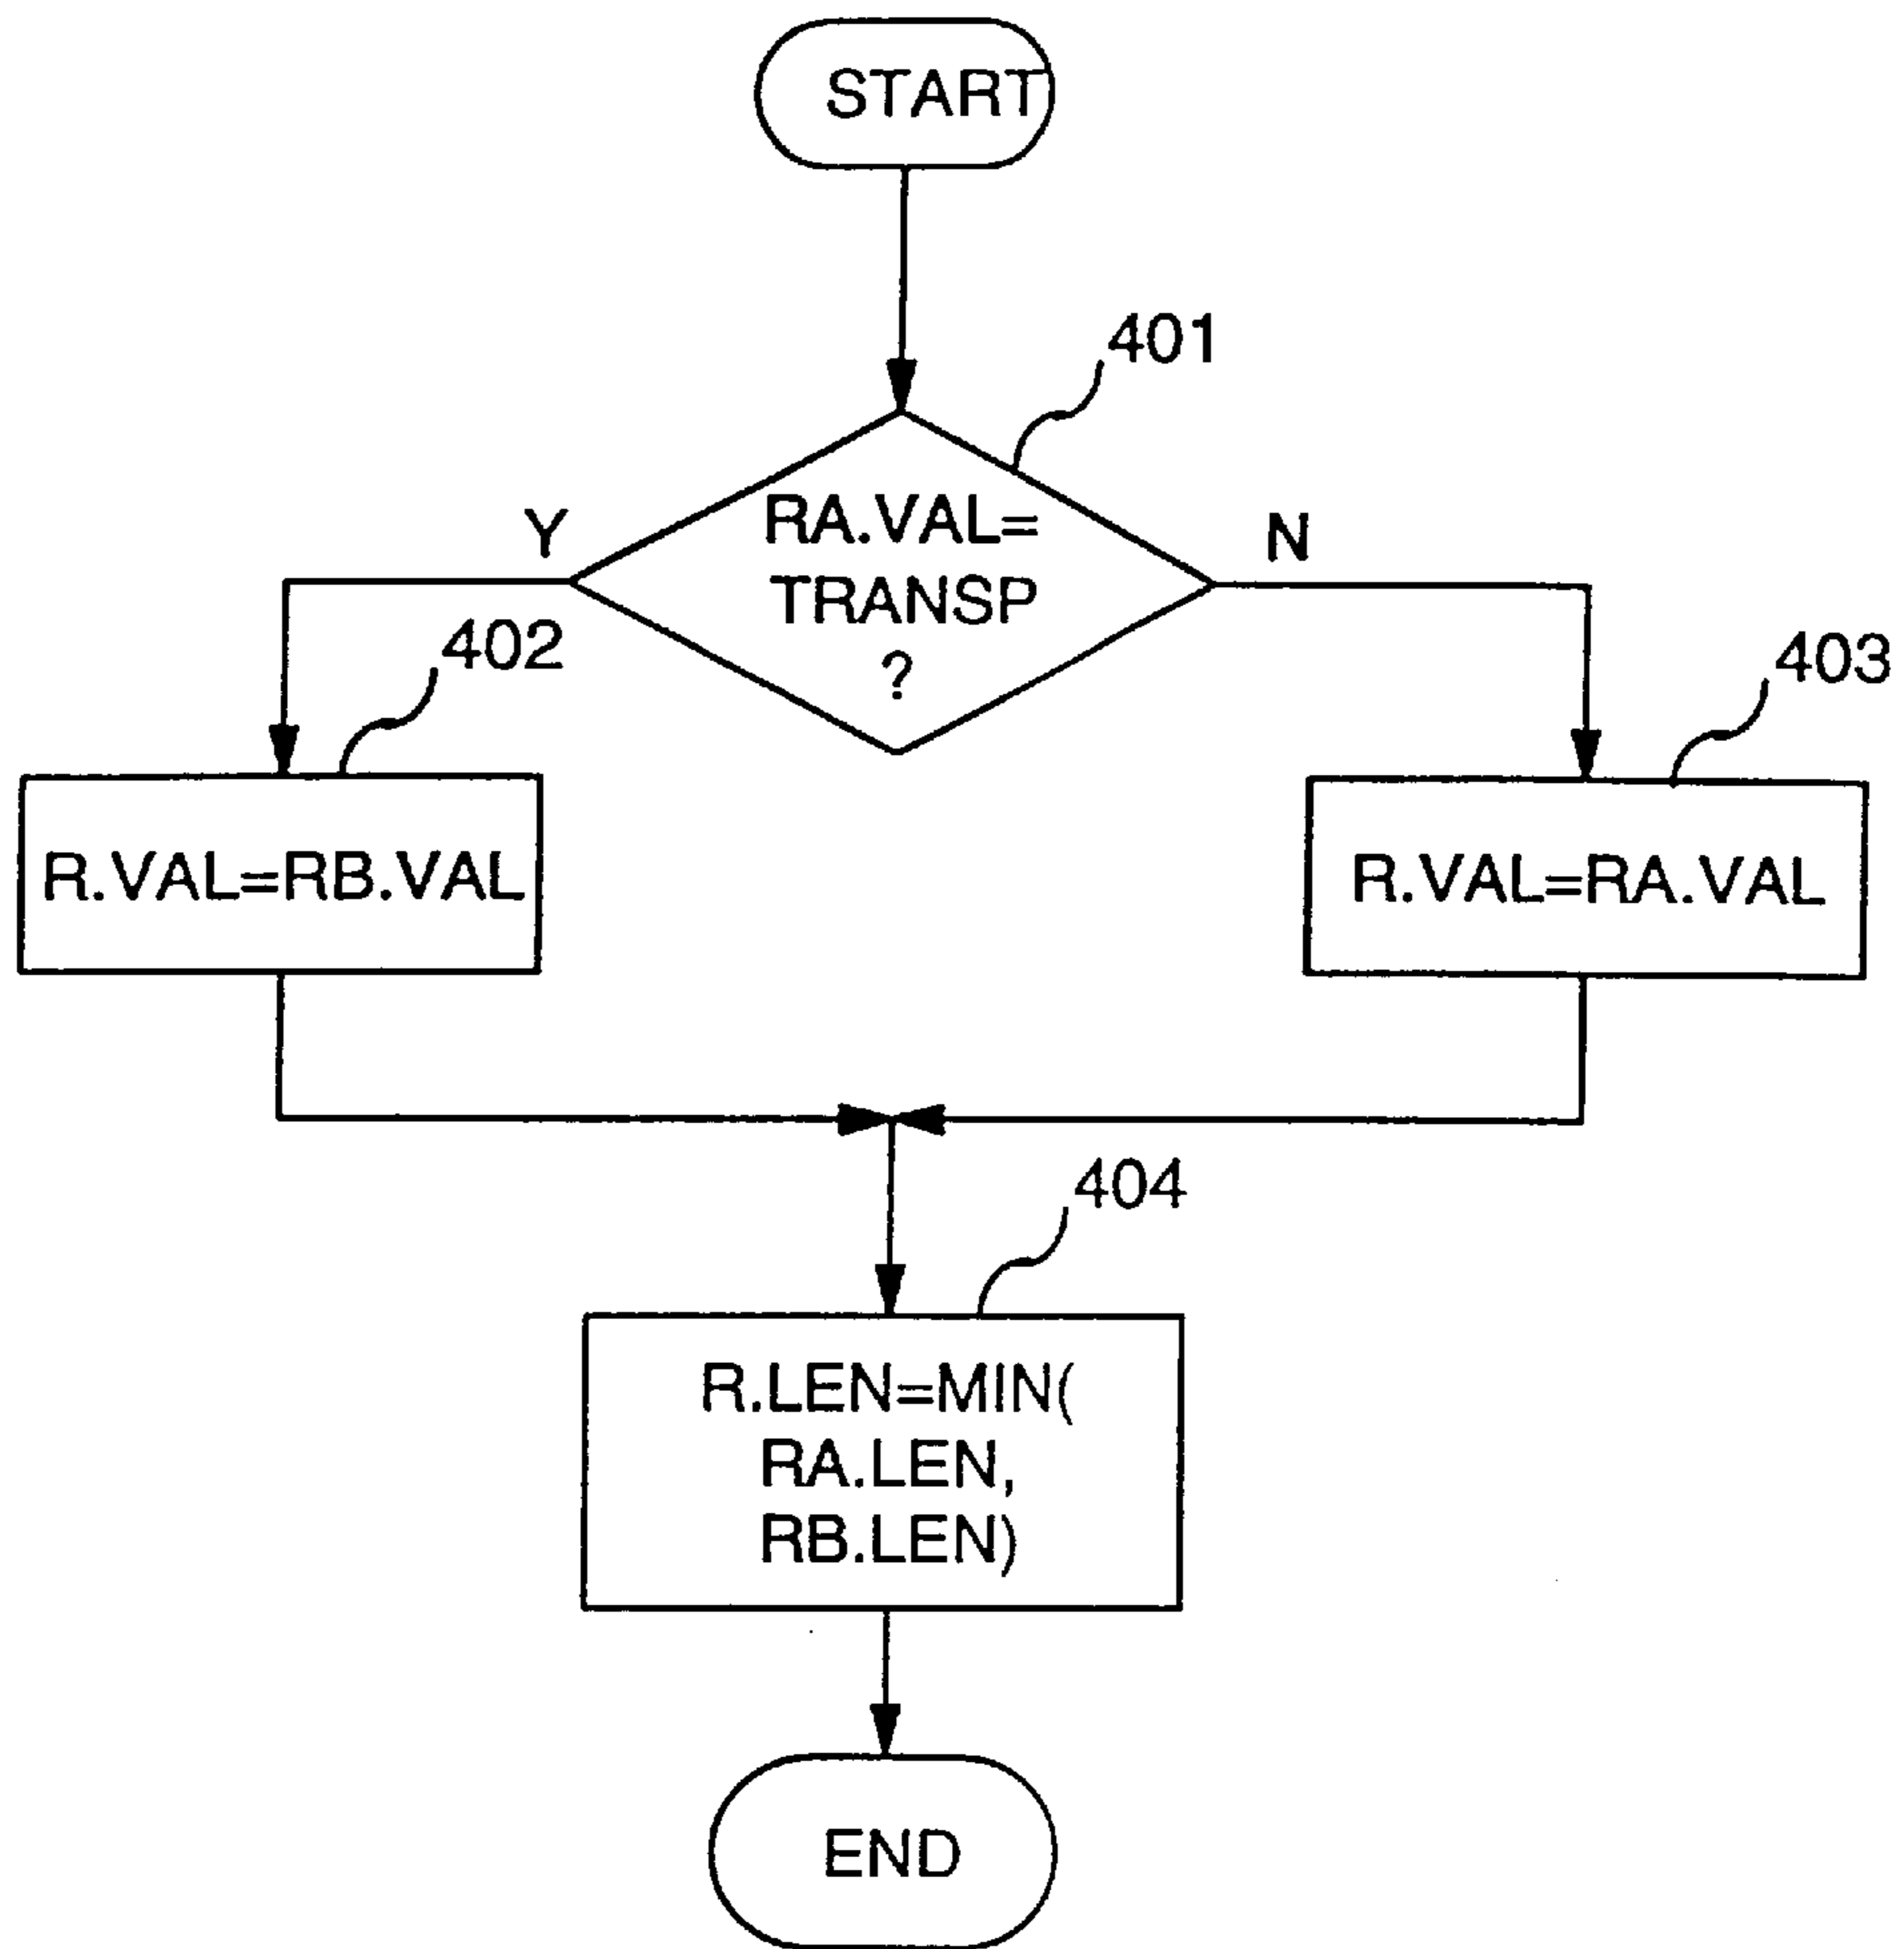 START
401
RA.VAL=
TRANSP
?
Y
N
402
403
R.VAL=RB.VAL
R.VAL=RA.VAL
404
R.LEN=MIN(
RA.LEN,
RB.LEN)
END